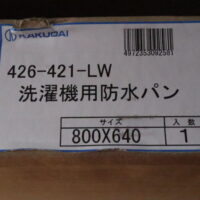 KAKUDAI
4972353092581
426-421-LW
洗濯機用防水パン
サイズ 入数
800X640 1